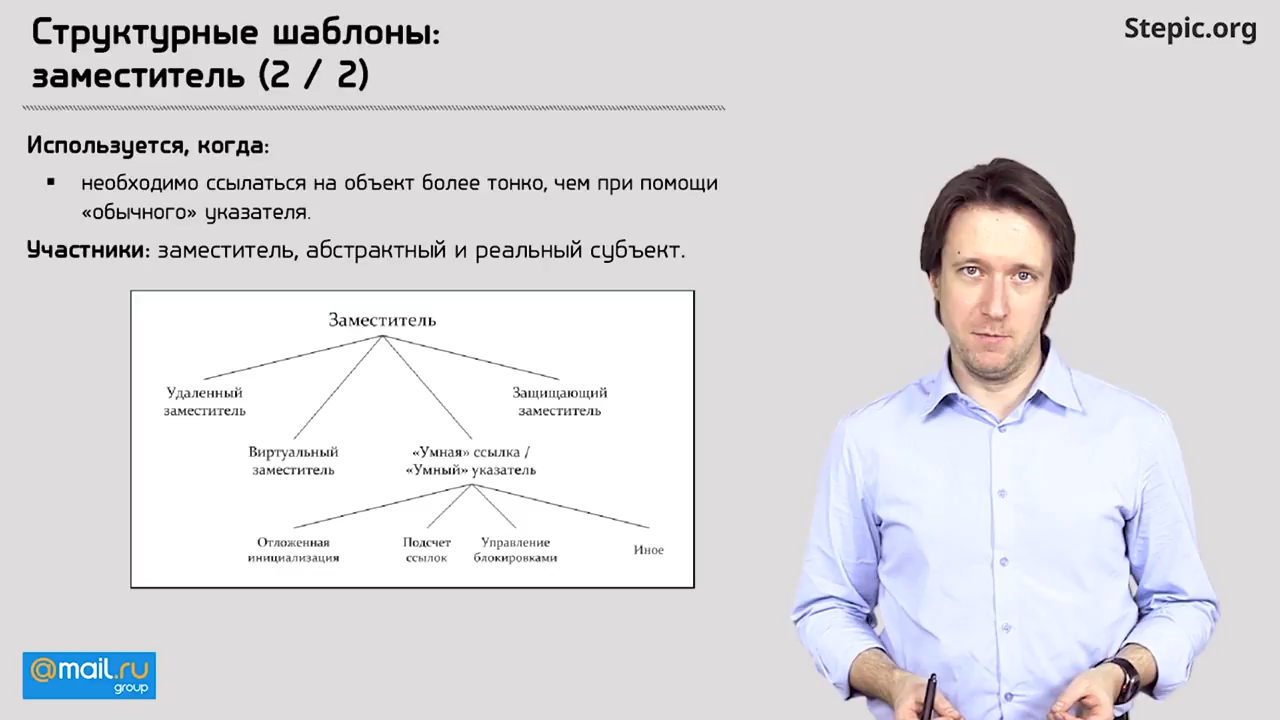 Структурные шаблоны:
заместитель (2 / 2)
Stepic.org
Используется, когда:
▪ необходимо ссылаться на объект более тонко, чем при помощи
«обычного» указателя.
Участники: заместитель, абстрактный и реальный субъект.
Заместитель
Удаленный
заместитель
Защищающий
заместитель
Виртуальный
заместитель
«Умная» ссылка /
«Умный» указатель
Отложенная
инициализация
Подсчет
ссылок
Управление
блокировками
Иное
@mail.ru
group